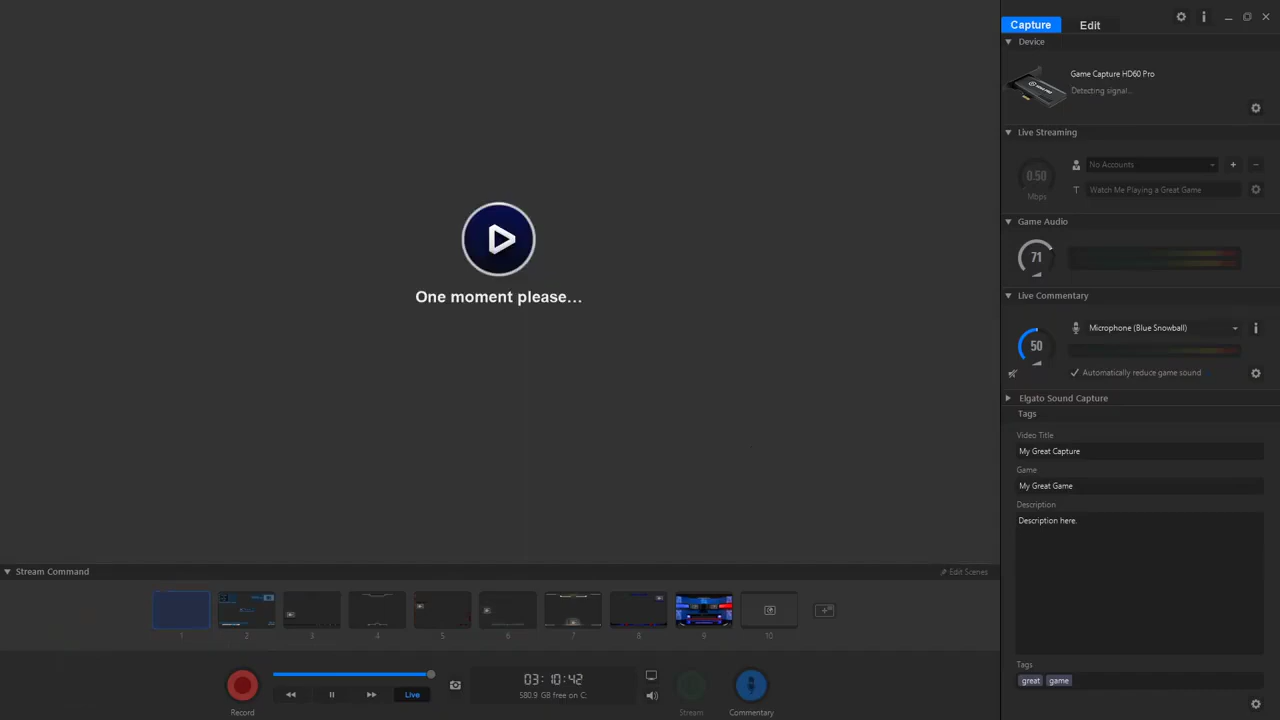 Capture Edit
Device
Game Capture HD60 Pro
Detecting signal...
Live Streaming
0.50
Mbps
No Accounts
T Watch Me Playing a Great Game
Game Audio
71
Live Commentary
50
Microphone (Blue Snowball)
Automatically reduce game sound
Elgato Sound Capture
Tags
Video Title
My Great Capture
Game
My Great Game
Description
Description here.
Tags
great game
One moment please...
Stream Command
Edit Scenes
1 2 3 4 5 6 7 8 9 10
Record
Live
03:10:42
580.9 GB free on C:
Stream
Commentary